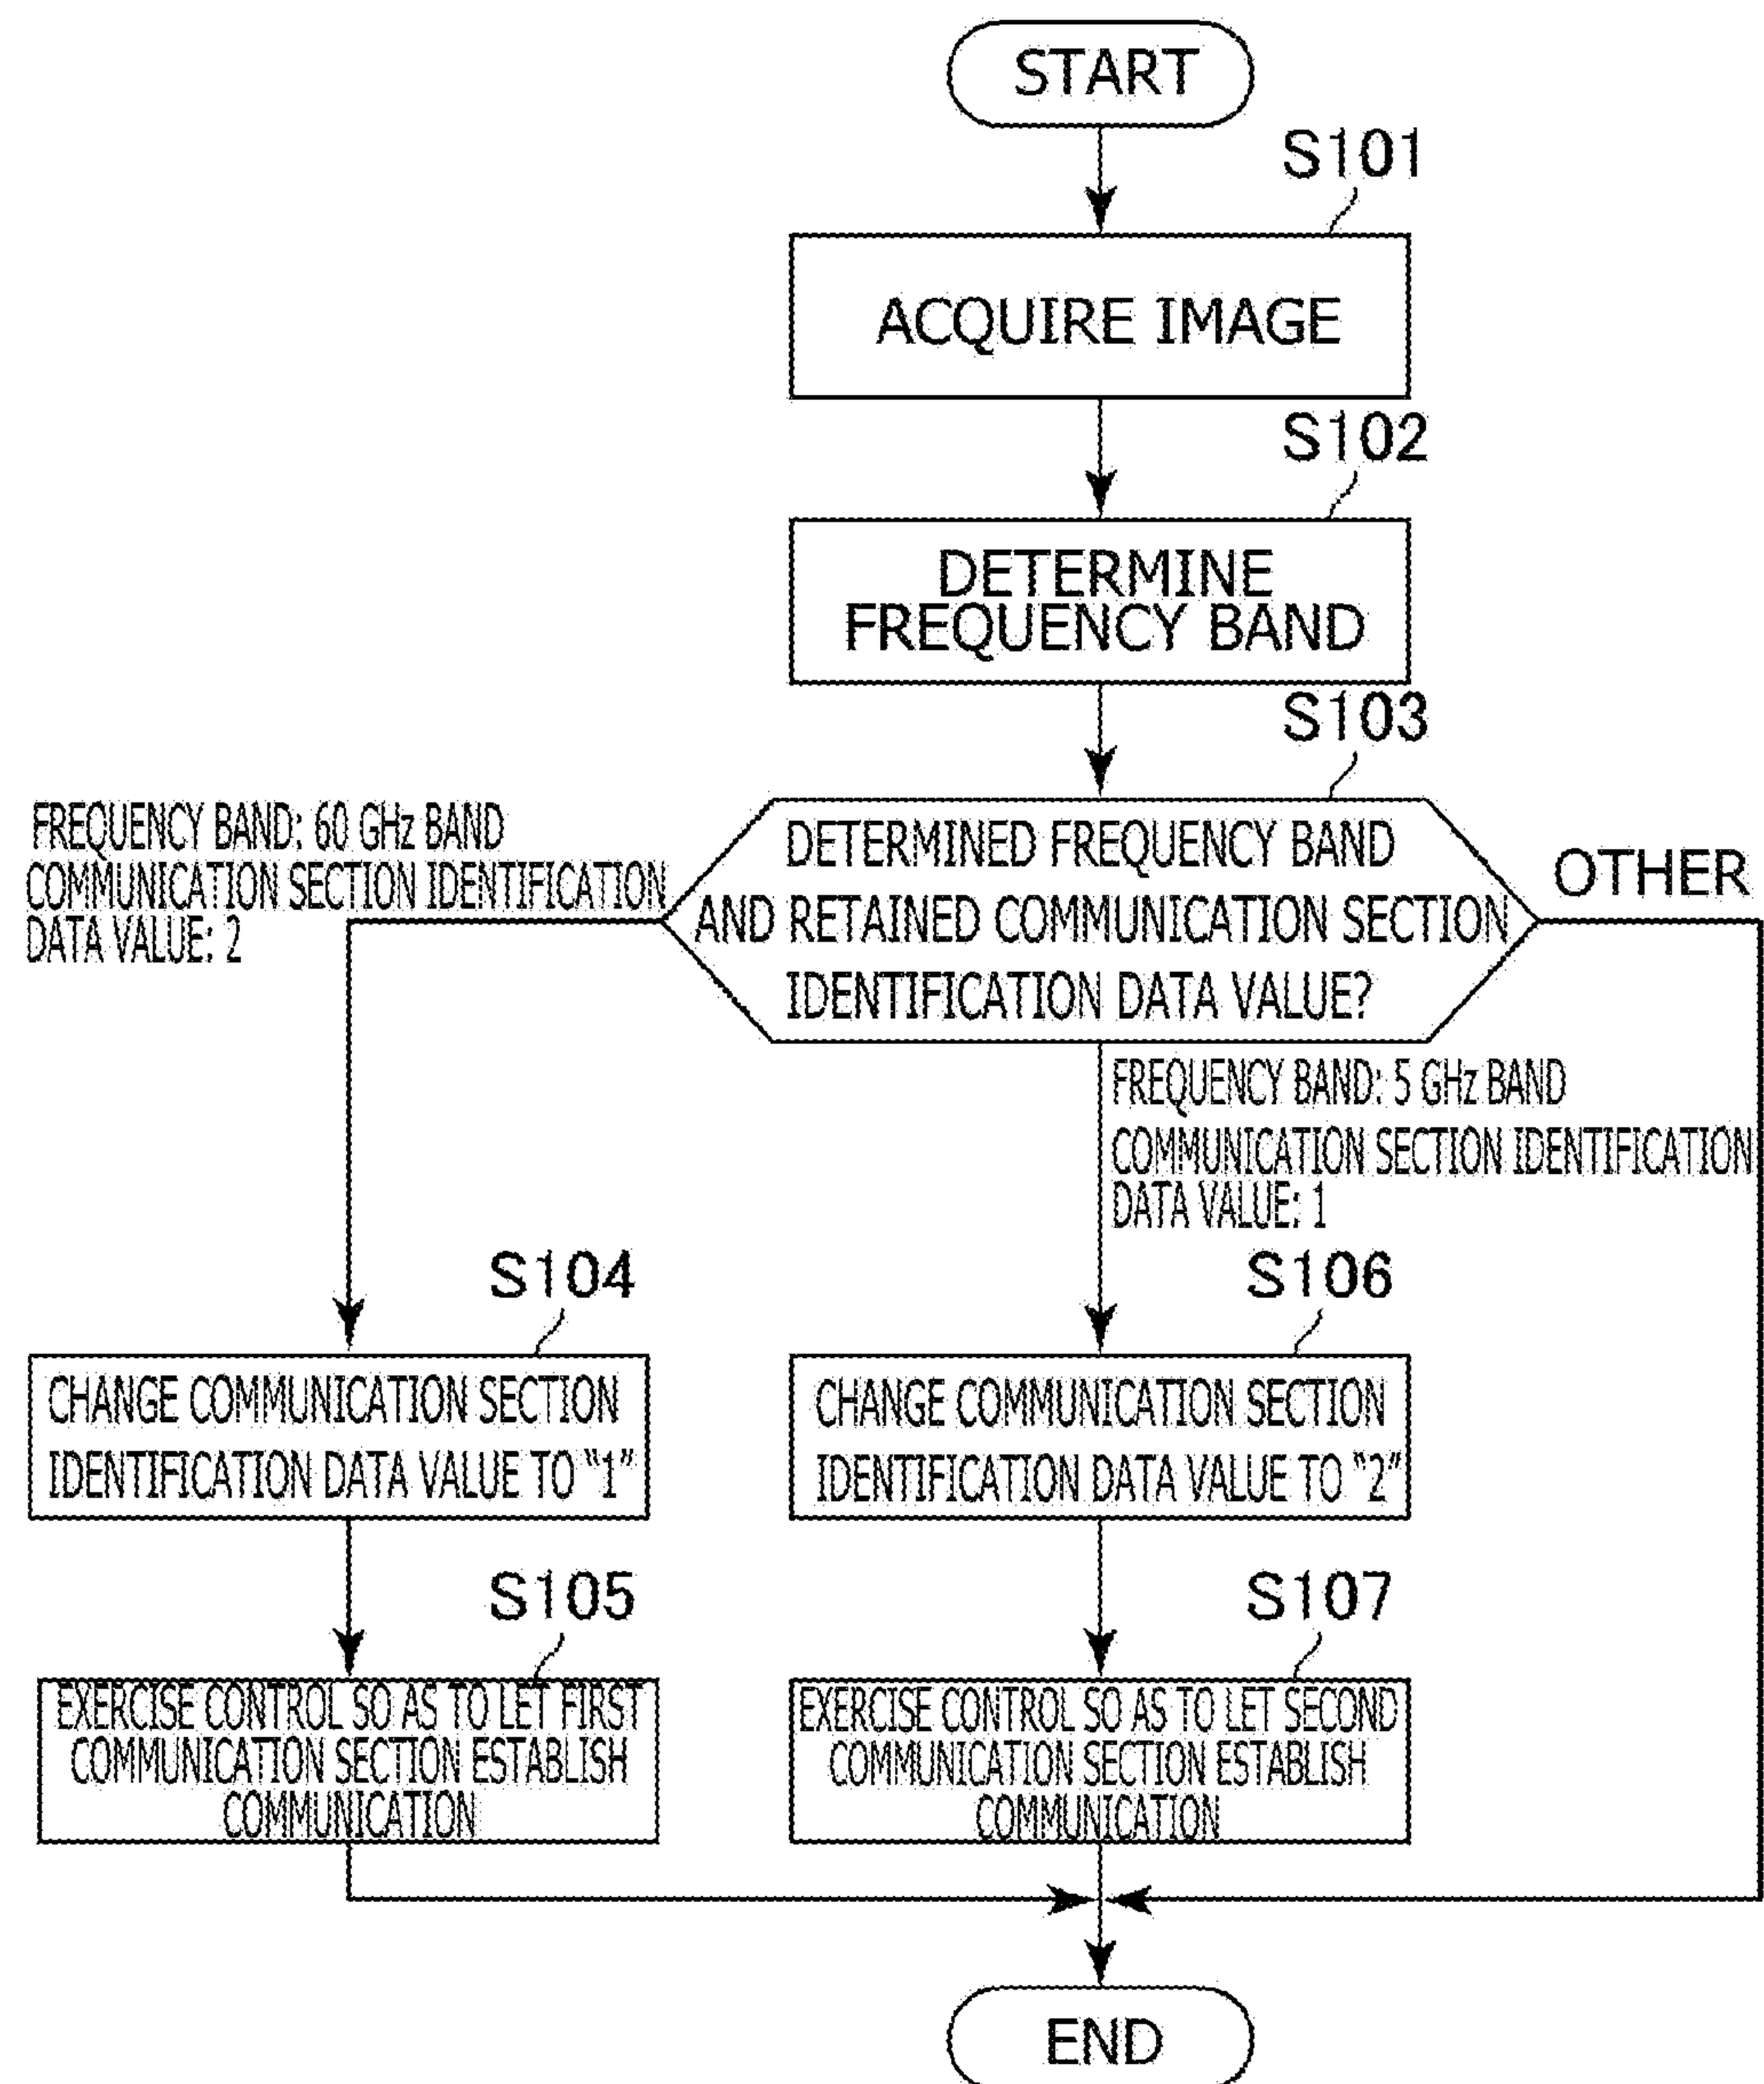 START
S101
ACQUIRE IMAGE
S102
DETERMINE
FREQUENCY BAND
S103
DETERMINED FREQUENCY BAND
AND RETAINED COMMUNICATION SECTION
IDENTIFICATION DATA VALUE?
FREQUENCY BAND: 60 GHz BAND
COMMUNICATION SECTION IDENTIFICATION
DATA VALUE: 2
OTHER
FREQUENCY BAND: 5 GHz BAND
COMMUNICATION SECTION IDENTIFICATION
DATA VALUE: 1
S104
CHANGE COMMUNICATION SECTION
IDENTIFICATION DATA VALUE TO “1”
S105
EXERCISE CONTROL SO AS TO LET FIRST
COMMUNICATION SECTION ESTABLISH
COMMUNICATION
S106
CHANGE COMMUNICATION SECTION
IDENTIFICATION DATA VALUE TO “2”
S107
EXERCISE CONTROL SO AS TO LET SECOND
COMMUNICATION SECTION ESTABLISH
COMMUNICATION
END